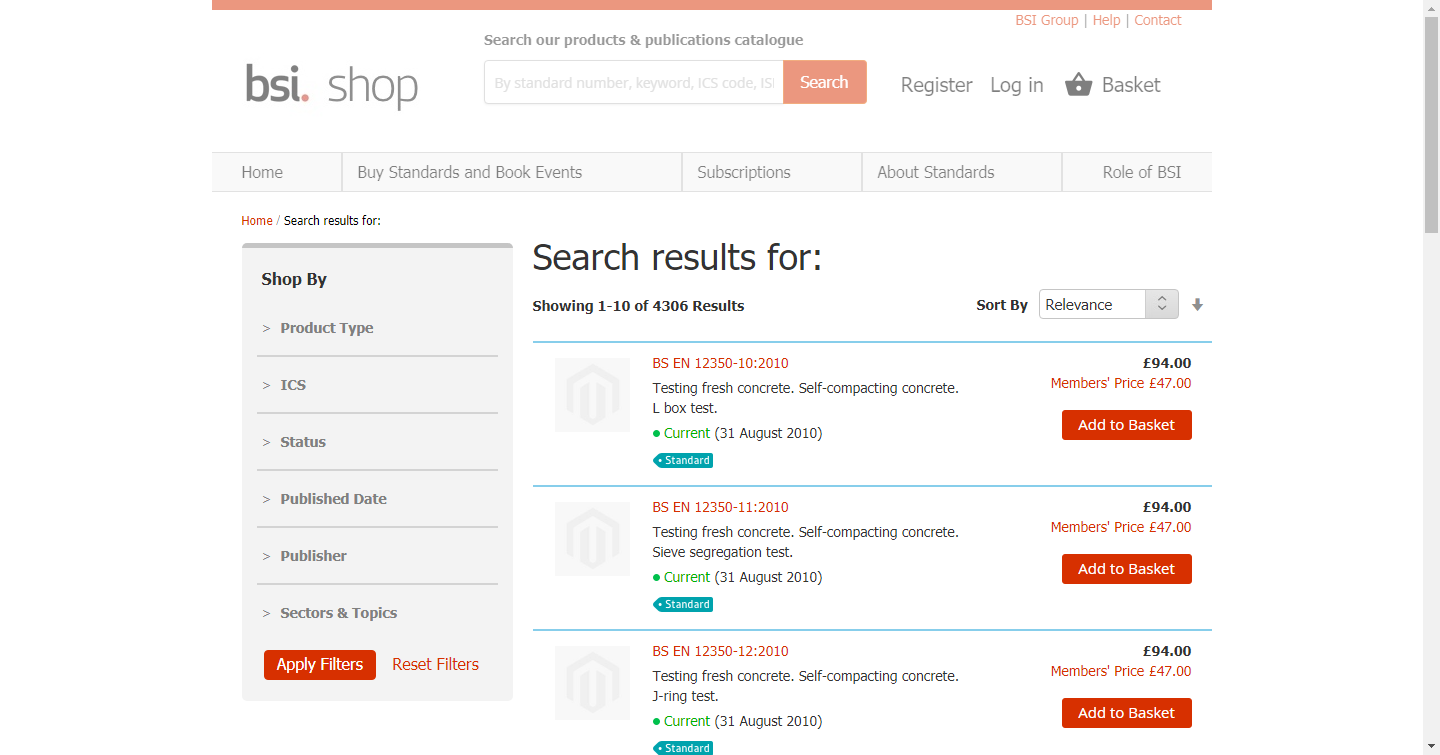 BSI Group | Help | Contact
Search our products & publications catalogue
bsi. shop
By standard number, keyword, ICS code, ISI
Search
Register
Log in
Basket
Home
Buy Standards and Book Events
Subscriptions
About Standards
Role of BSI
Home / Search results for:
Shop By
> Product Type
> ICS
> Status
> Published Date
> Publisher
> Sectors & Topics
Apply Filters
Reset Filters
Search results for:
Showing 1-10 of 4306 Results
Sort By
Relevance
BS EN 12350-10:2010
Testing fresh concrete. Self-compacting concrete.
L box test.
Current (31 August 2010)
Standard
£94.00
Members' Price £47.00
Add to Basket
BS EN 12350-11:2010
Testing fresh concrete. Self-compacting concrete.
Sieve segregation test.
Current (31 August 2010)
Standard
£94.00
Members' Price £47.00
Add to Basket
BS EN 12350-12:2010
Testing fresh concrete. Self-compacting concrete.
J-ring test.
Current (31 August 2010)
Standard
£94.00
Members' Price £47.00
Add to Basket